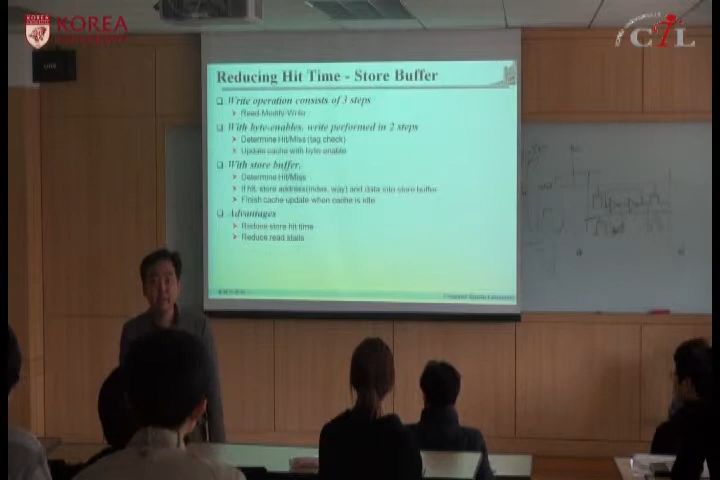 KOREA
UNIVERSITY
CTL
Reducing Hit Time - Store Buffer
Write operation consists of 3 steps
Read-Modify-Write
With byte-enables, write performed in 2 steps
Determine Hit/Miss (tag check)
Update cache with byte enable
With store buffer,
Determine Hit/Miss
If hit, store address(index, way) and data into store buffer
Finish cache update when cache is idle
Advantages
Reduce store hit time
Reduce read stalls